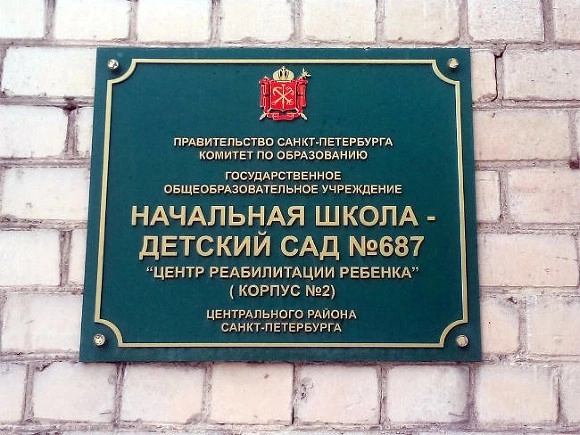 ПРАВИТЕЛЬСТВО САНКТ-ПЕТЕРБУРГА
КОМИТЕТ ПО ОБРАЗОВАНИЮ
ГОСУДАРСТВЕННОЕ
ОБЩЕОБРАЗОВАТЕЛЬНОЕ УЧРЕЖДЕНИЕ
НАЧАЛЬНАЯ ШКОЛА -
ДЕТСКИЙ САД №687
“ЦЕНТР РЕАБИЛИТАЦИИ РЕБЕНКА”
( КОРПУС №2)
ЦЕНТРАЛЬНОГО РАЙОНА
САНКТ-ПЕТЕРБУРГА